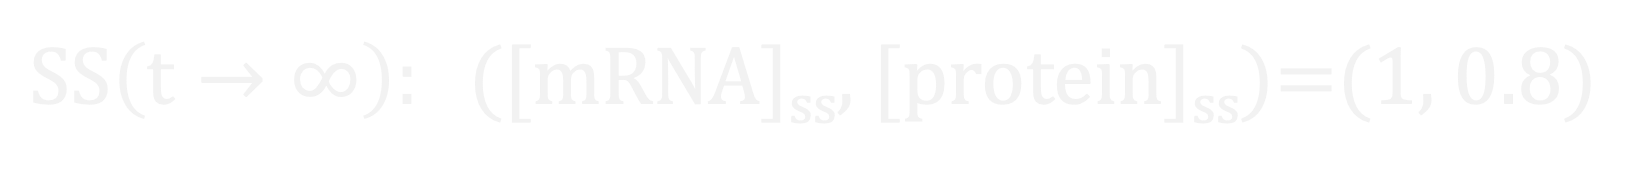 SS(t → ∞): ([mRNA]ss, [protein]ss)=(1, 0.8)